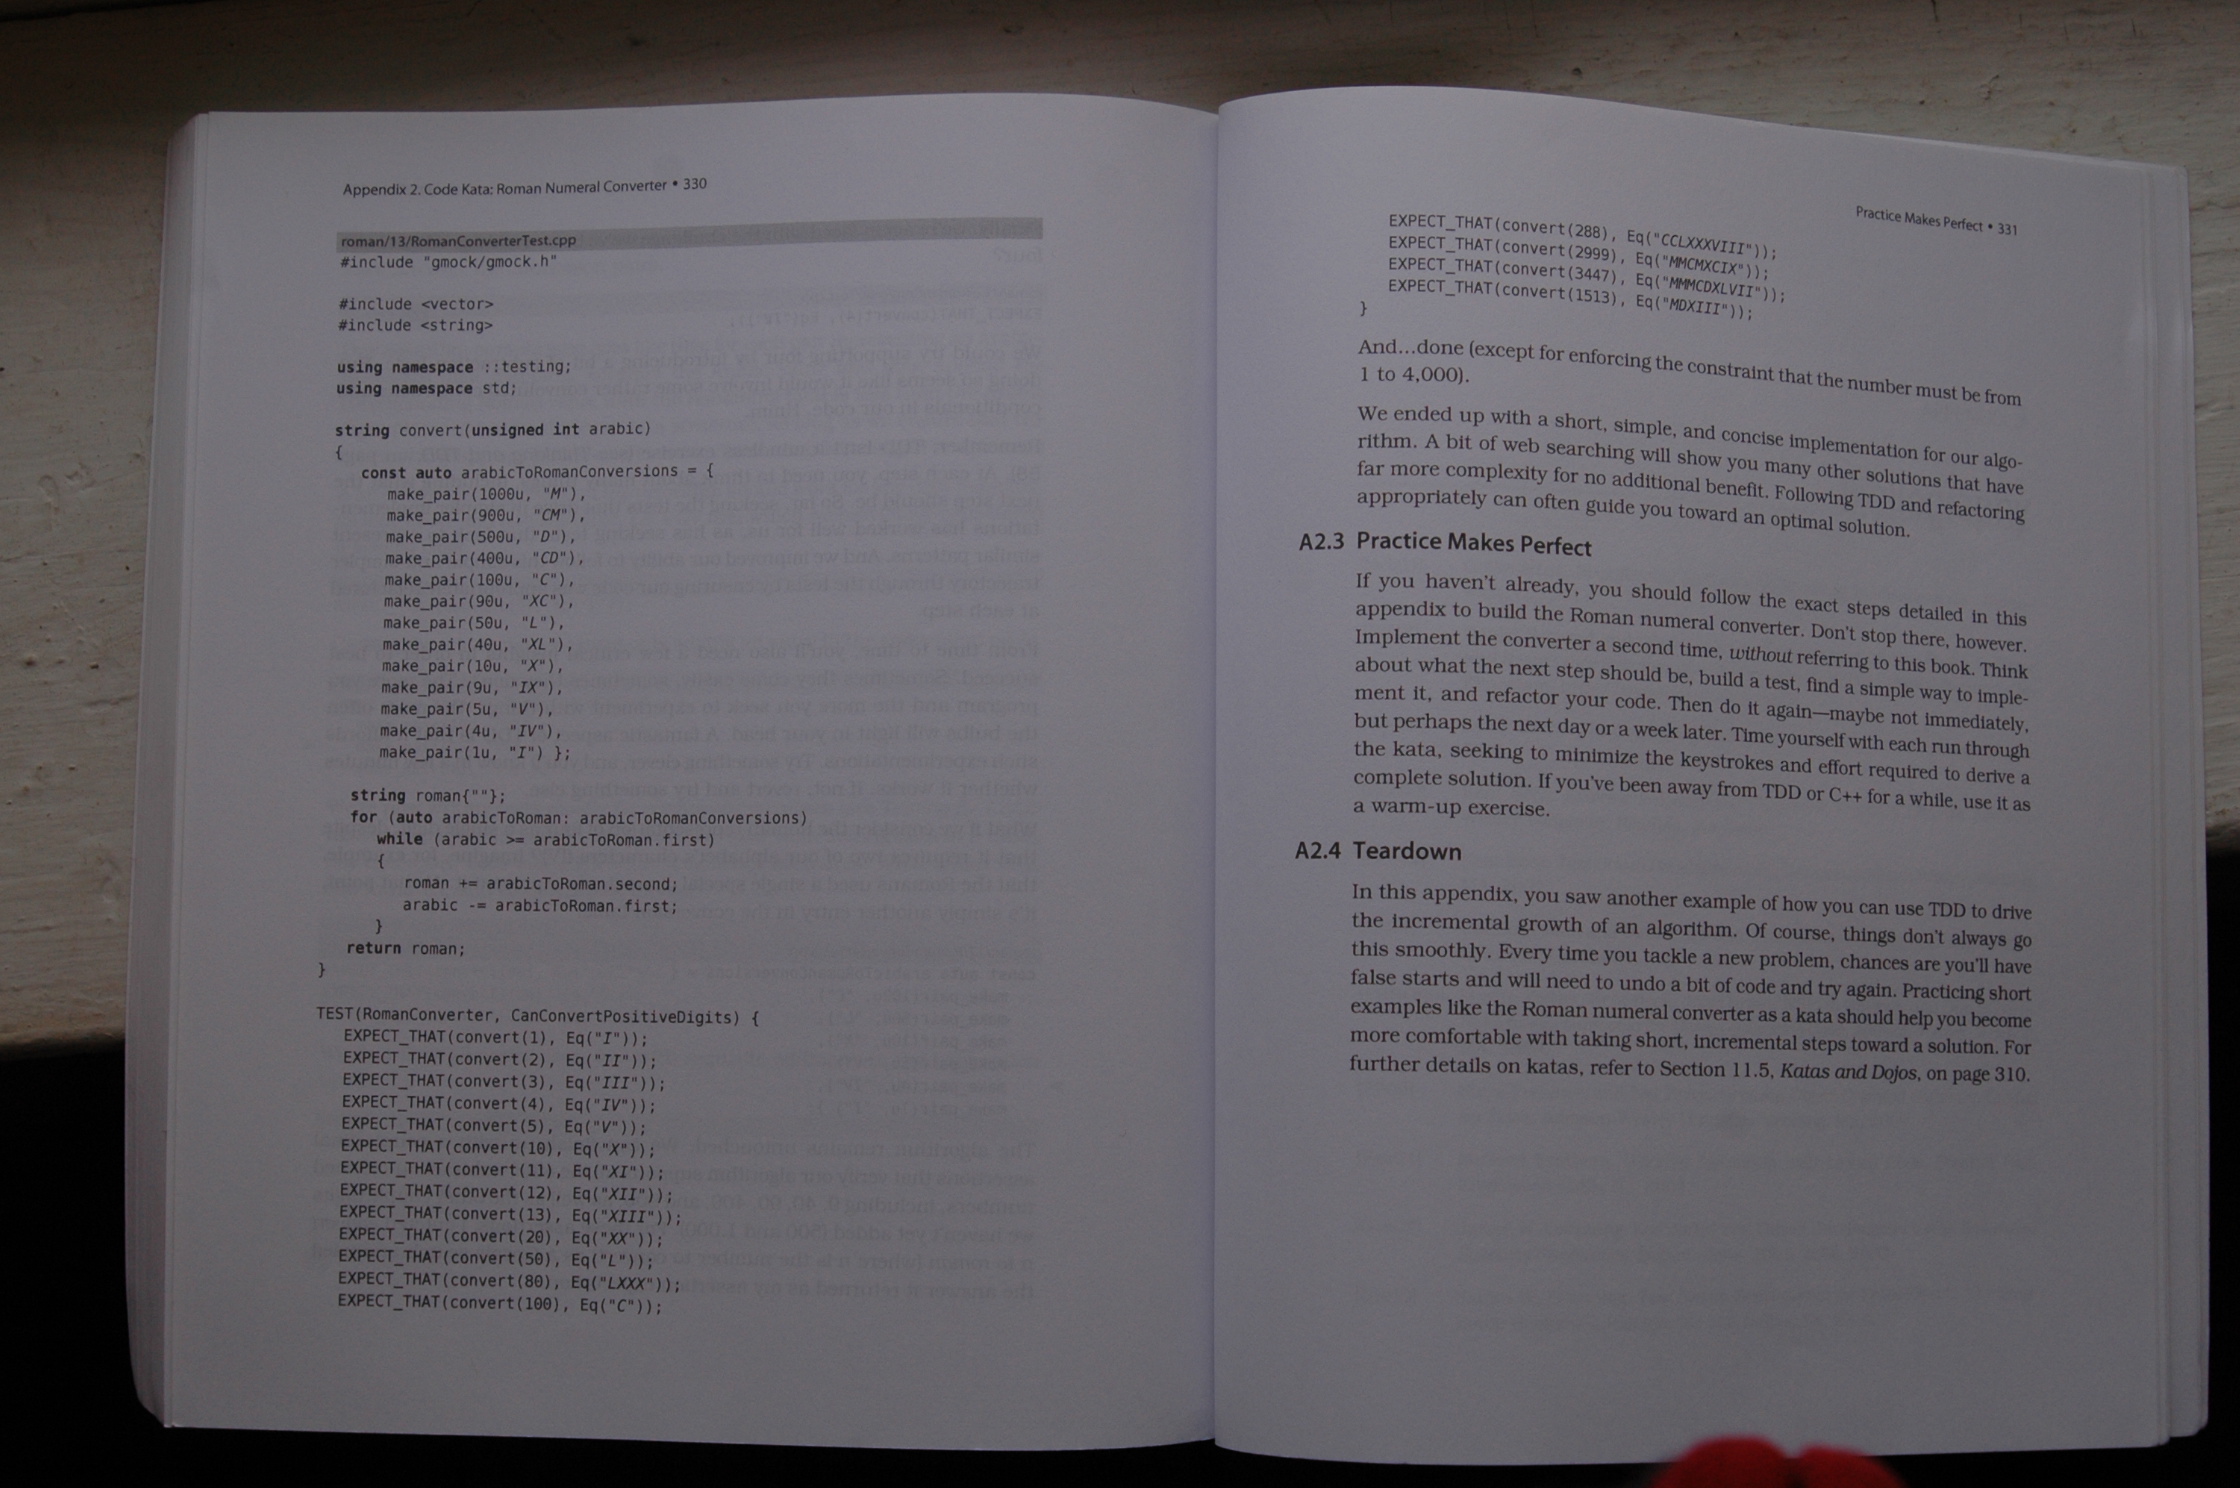 Appendix 2. Code Kata: Roman Numeral Converter • 330
roman/13/RomanConverterTest.cpp
#include "gmock/gmock.h"

#include <vector>
#include <string>

using namespace ::testing;
using namespace std;

string convert(unsigned int arabic)
{
   const auto arabicToRomanConversions = {
      make_pair(1000u, "M"),
      make_pair(900u, "CM"),
      make_pair(500u, "D"),
      make_pair(400u, "CD"),
      make_pair(100u, "C"),
      make_pair(90u, "XC"),
      make_pair(50u, "L"),
      make_pair(40u, "XL"),
      make_pair(10u, "X"),
      make_pair(9u, "IX"),
      make_pair(5u, "V"),
      make_pair(4u, "IV"),
      make_pair(1u, "I") };

   string roman{""};
   for (auto arabicToRoman: arabicToRomanConversions)
      while (arabic >= arabicToRoman.first)
      {
         roman += arabicToRoman.second;
         arabic -= arabicToRoman.first;
      }
   return roman;
}

TEST(RomanConverter, CanConvertPositiveDigits) {
   EXPECT_THAT(convert(1), Eq("I"));
   EXPECT_THAT(convert(2), Eq("II"));
   EXPECT_THAT(convert(3), Eq("III"));
   EXPECT_THAT(convert(4), Eq("IV"));
   EXPECT_THAT(convert(5), Eq("V"));
   EXPECT_THAT(convert(10), Eq("X"));
   EXPECT_THAT(convert(11), Eq("XI"));
   EXPECT_THAT(convert(12), Eq("XII"));
   EXPECT_THAT(convert(13), Eq("XIII"));
   EXPECT_THAT(convert(20), Eq("XX"));
   EXPECT_THAT(convert(50), Eq("L"));
   EXPECT_THAT(convert(80), Eq("LXXX"));
   EXPECT_THAT(convert(100), Eq("C"));
Practice Makes Perfect • 331
   EXPECT_THAT(convert(288), Eq("CCLXXXVIII"));
   EXPECT_THAT(convert(2999), Eq("MMCMXCIX"));
   EXPECT_THAT(convert(3447), Eq("MMMCDXLVII"));
   EXPECT_THAT(convert(1513), Eq("MDXIII"));
}
And...done (except for enforcing the constraint that the number must be from
1 to 4,000).
We ended up with a short, simple, and concise implementation for our algo-
rithm. A bit of web searching will show you many other solutions that have
far more complexity for no additional benefit. Following TDD and refactoring
appropriately can often guide you toward an optimal solution.
A2.3 Practice Makes Perfect
If you haven't already, you should follow the exact steps detailed in this
appendix to build the Roman numeral converter. Don't stop there, however.
Implement the converter a second time, without referring to this book. Think
about what the next step should be, build a test, find a simple way to imple-
ment it, and refactor your code. Then do it again—maybe not immediately,
but perhaps the next day or a week later. Time yourself with each run through
the kata, seeking to minimize the keystrokes and effort required to derive a
complete solution. If you've been away from TDD or C++ for a while, use it as
a warm-up exercise.
A2.4 Teardown
In this appendix, you saw another example of how you can use TDD to drive
the incremental growth of an algorithm. Of course, things don't always go
this smoothly. Every time you tackle a new problem, chances are you'll have
false starts and will need to undo a bit of code and try again. Practicing short
examples like the Roman numeral converter as a kata should help you become
more comfortable with taking short, incremental steps toward a solution. For
further details on katas, refer to Section 11.5, Katas and Dojos, on page 310.